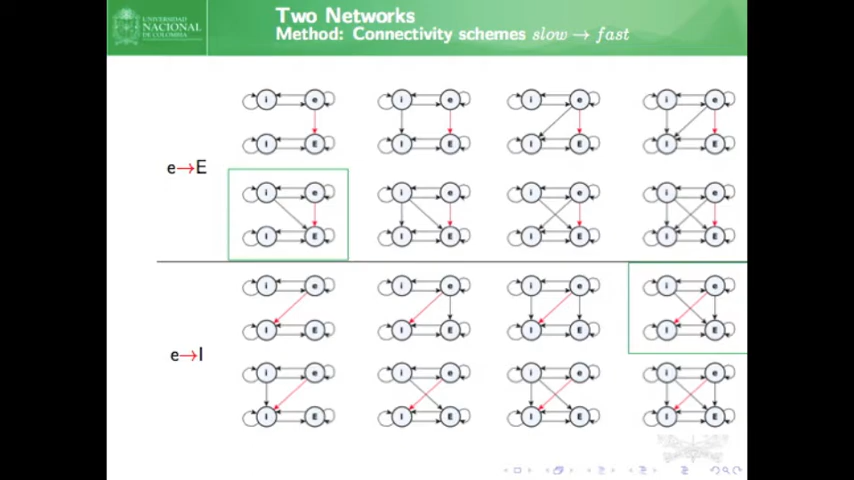 UNIVERSIDAD
NACIONAL
DE COLOMBIA
Two Networks
Method: Connectivity schemes slow → fast
i e i e i e i e
I E I E I E I E
e→E
i e i e i e i e
I E I E I E I E
i e i e i e i e
I E I E I E I E
e→I
i e i e i e i e
I E I E I E I E